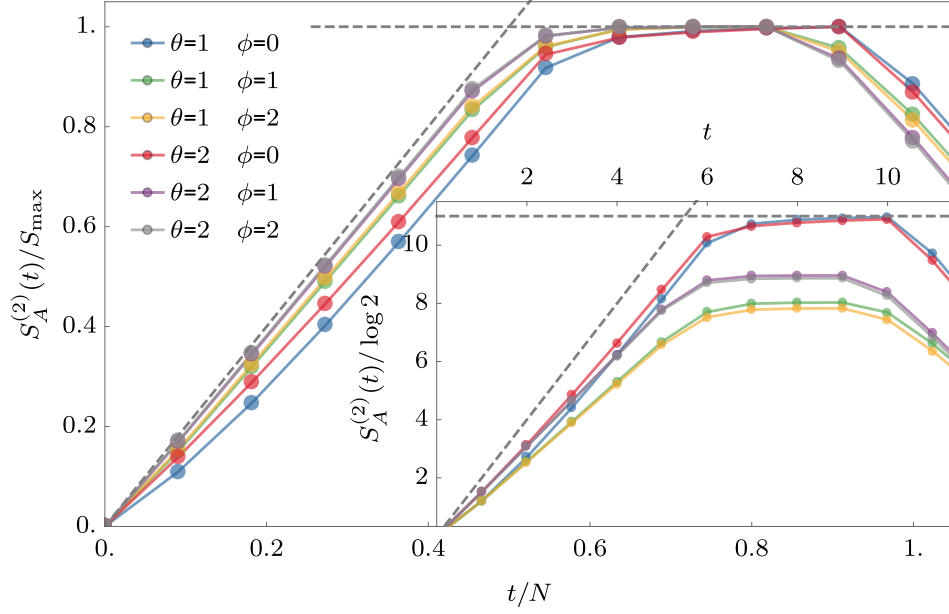 1.
0.8
0.6
0.4
0.2
0.
S_A^{(2)}(t)/S_max
θ=1 ϕ=0
θ=1 ϕ=1
θ=1 ϕ=2
θ=2 ϕ=0
θ=2 ϕ=1
θ=2 ϕ=2
t
2 4 6 8 10
10
8
6
4
2
S_A^{(2)}(t)/ log 2
0. 0.2 0.4 0.6 0.8 1.
t/N